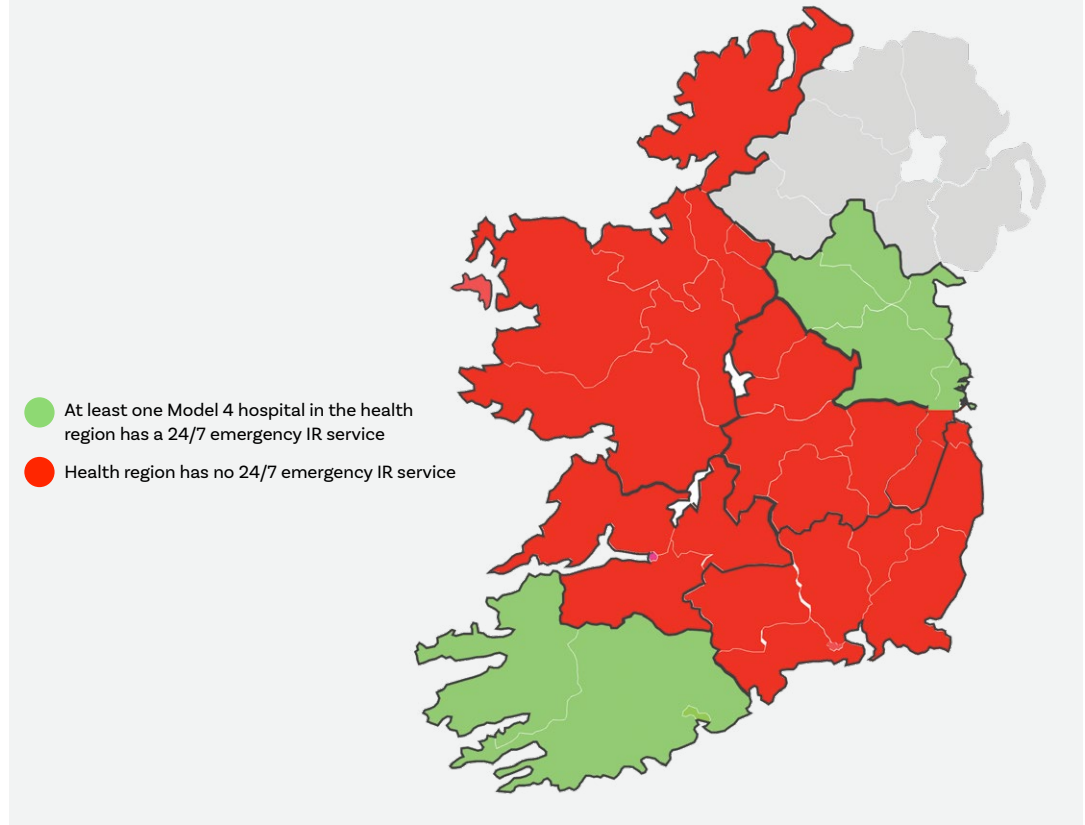 At least one Model 4 hospital in the health
region has a 24/7 emergency IR service
Health region has no 24/7 emergency IR service